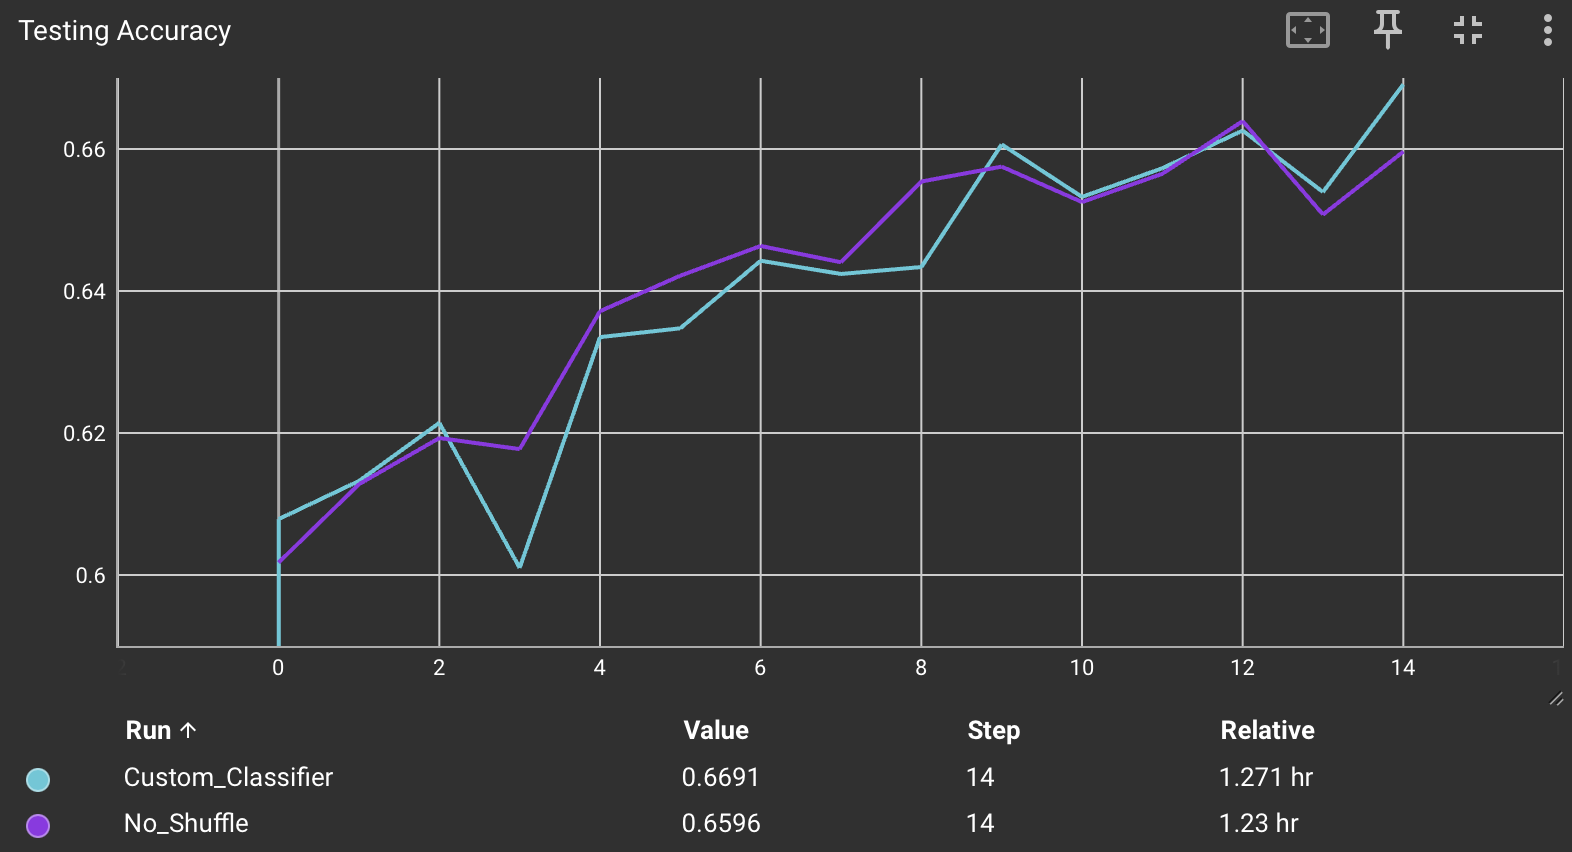 Testing Accuracy
0.66
0.64
0.62
0.6
0 2 4 6 8 10 12 14
Run ↑ Value Step Relative
Custom_Classifier 0.6691 14 1.271 hr
No_Shuffle 0.6596 14 1.23 hr